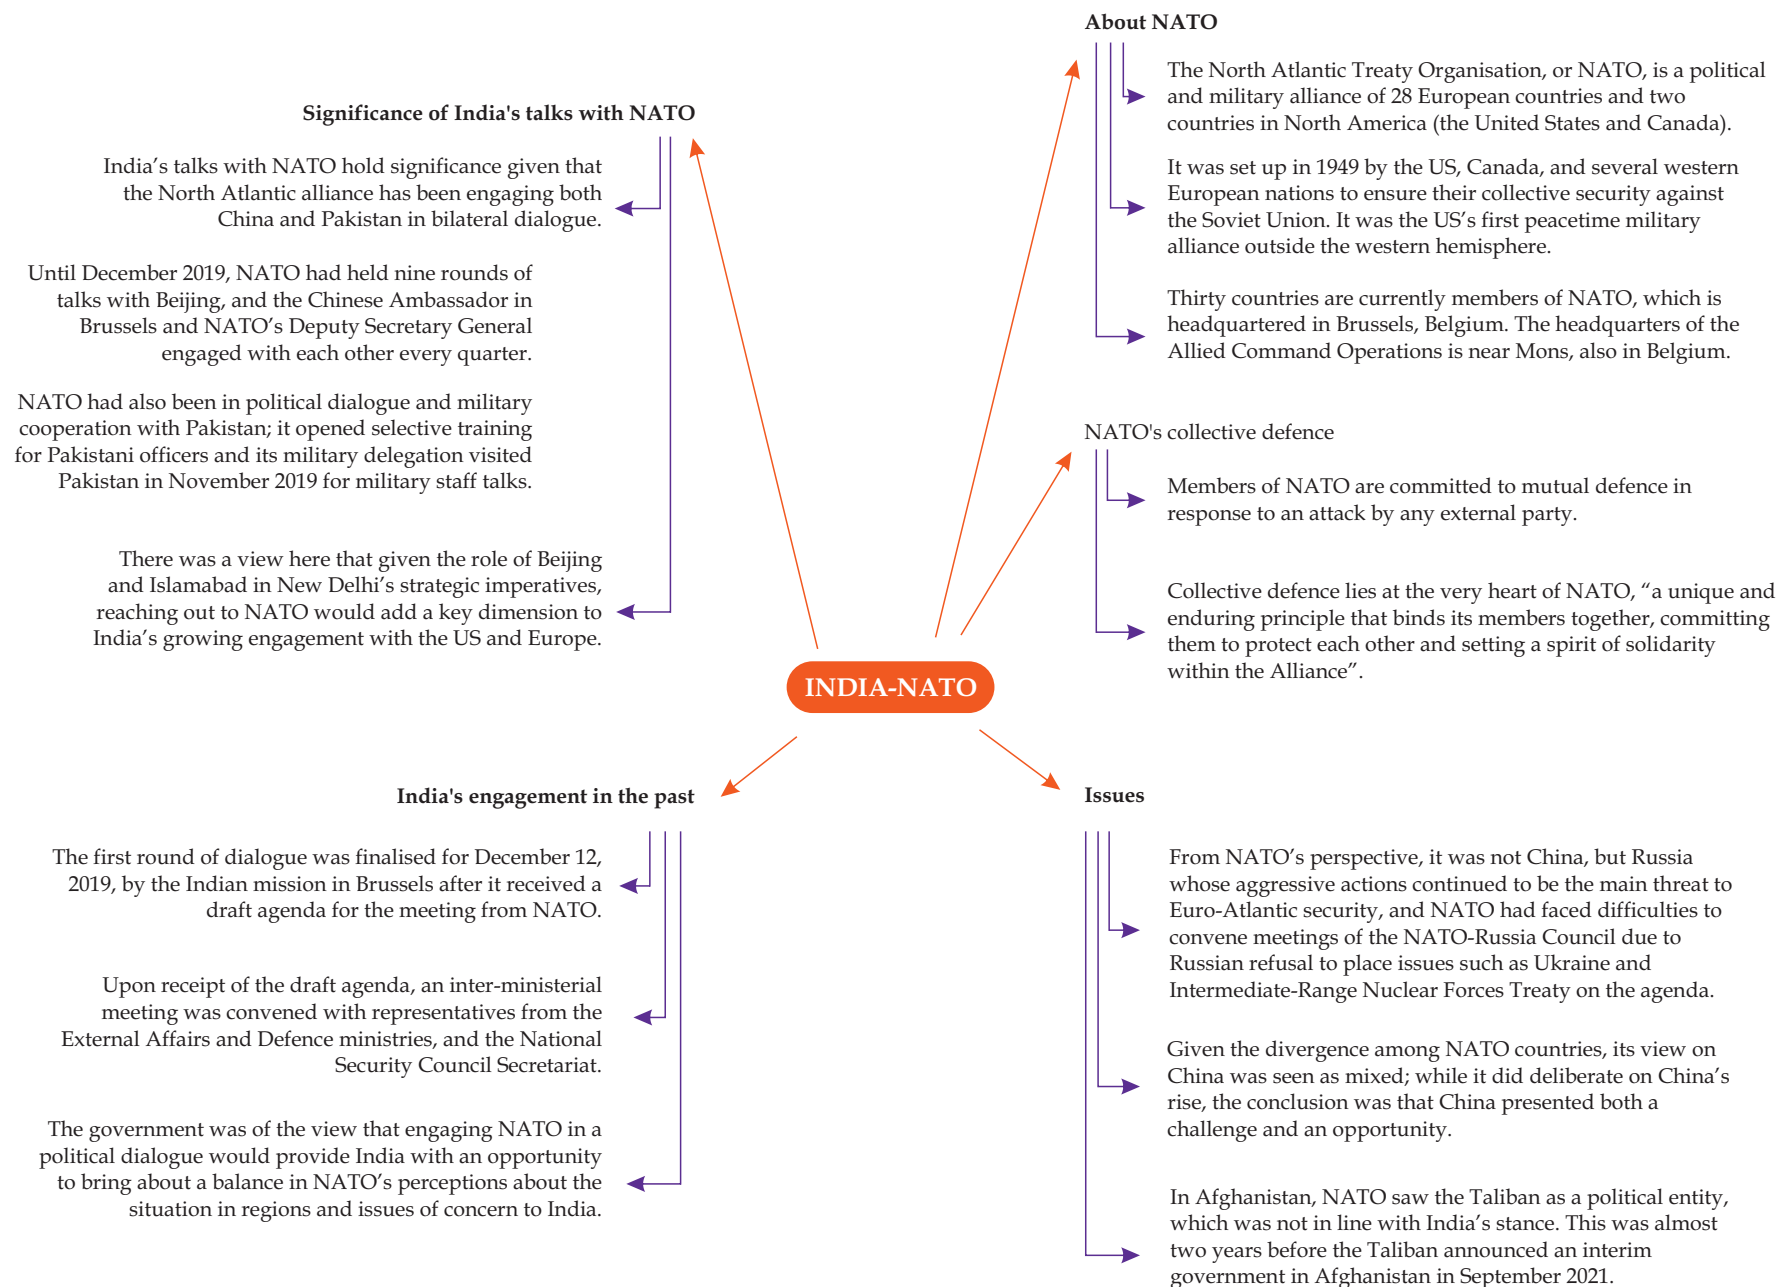 About NATO
The North Atlantic Treaty Organisation, or NATO, is a political
and military alliance of 28 European countries and two
countries in North America (the United States and Canada).
It was set up in 1949 by the US, Canada, and several western
European nations to ensure their collective security against
the Soviet Union. It was the US's first peacetime military
alliance outside the western hemisphere.
Thirty countries are currently members of NATO, which is
headquartered in Brussels, Belgium. The headquarters of the
Allied Command Operations is near Mons, also in Belgium.
Significance of India's talks with NATO
India’s talks with NATO hold significance given that
the North Atlantic alliance has been engaging both
China and Pakistan in bilateral dialogue.
Until December 2019, NATO had held nine rounds of
talks with Beijing, and the Chinese Ambassador in
Brussels and NATO’s Deputy Secretary General
engaged with each other every quarter.
NATO had also been in political dialogue and military
cooperation with Pakistan; it opened selective training
for Pakistani officers and its military delegation visited
Pakistan in November 2019 for military staff talks.
There was a view here that given the role of Beijing
and Islamabad in New Delhi’s strategic imperatives,
reaching out to NATO would add a key dimension to
India’s growing engagement with the US and Europe.
NATO's collective defence
Members of NATO are committed to mutual defence in
response to an attack by any external party.
Collective defence lies at the very heart of NATO, “a unique and
enduring principle that binds its members together, committing
them to protect each other and setting a spirit of solidarity
within the Alliance”.
INDIA-NATO
India's engagement in the past
The first round of dialogue was finalised for December 12,
2019, by the Indian mission in Brussels after it received a
draft agenda for the meeting from NATO.
Upon receipt of the draft agenda, an inter-ministerial
meeting was convened with representatives from the
External Affairs and Defence ministries, and the National
Security Council Secretariat.
The government was of the view that engaging NATO in a
political dialogue would provide India with an opportunity
to bring about a balance in NATO’s perceptions about the
situation in regions and issues of concern to India.
Issues
From NATO’s perspective, it was not China, but Russia
whose aggressive actions continued to be the main threat to
Euro-Atlantic security, and NATO had faced difficulties to
convene meetings of the NATO-Russia Council due to
Russian refusal to place issues such as Ukraine and
Intermediate-Range Nuclear Forces Treaty on the agenda.
Given the divergence among NATO countries, its view on
China was seen as mixed; while it did deliberate on China’s
rise, the conclusion was that China presented both a
challenge and an opportunity.
In Afghanistan, NATO saw the Taliban as a political entity,
which was not in line with India’s stance. This was almost
two years before the Taliban announced an interim
government in Afghanistan in September 2021.